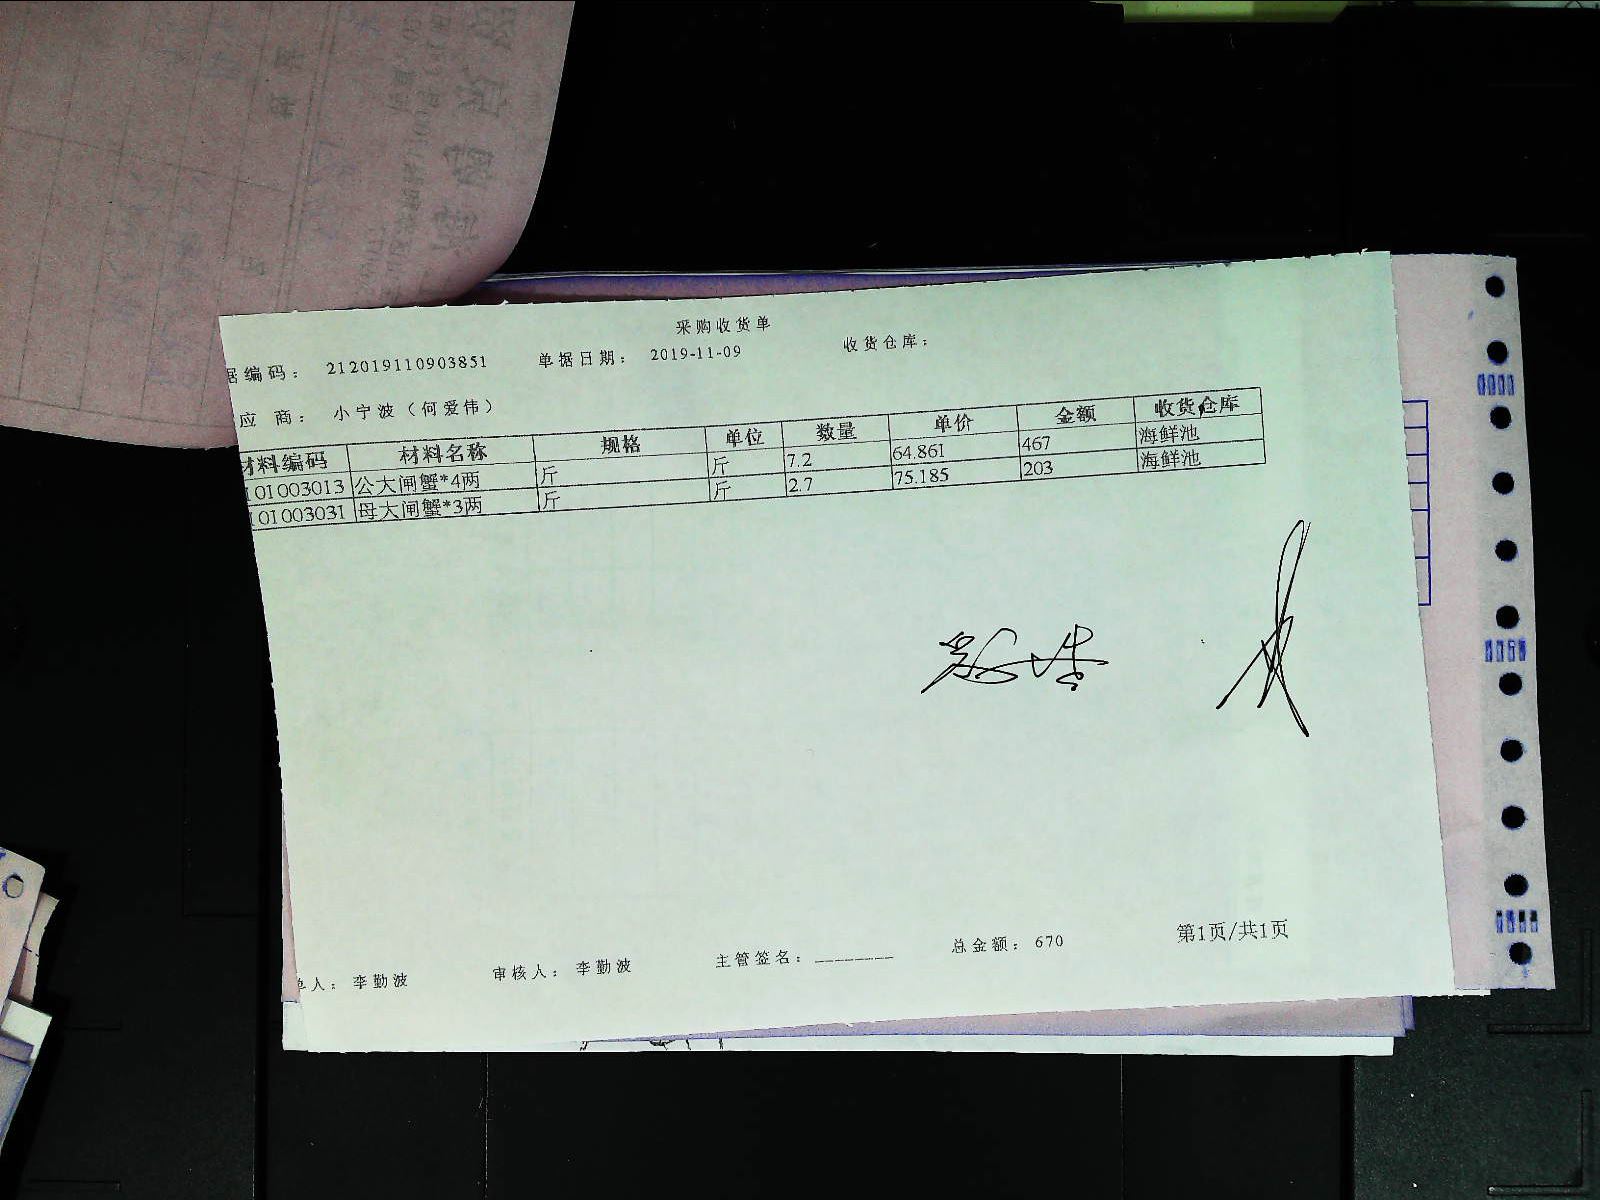 采购收货单
据编码： 212019110903851 单据日期： 2019-11-09 收货仓库：
应 商： 小宁波（何爱伟）
材料编码 材料名称 规格 单位 数量 单价 金额 收货仓库
101003013 公大闸蟹*4两 斤 斤 7.2 64.861 467 海鲜池
101003031 母大闸蟹*3两 斤 斤 2.7 75.185 203 海鲜池
单人： 李勤波 审核人： 李勤波 主管签名： ________ 总金额： 670 第1页/共1页